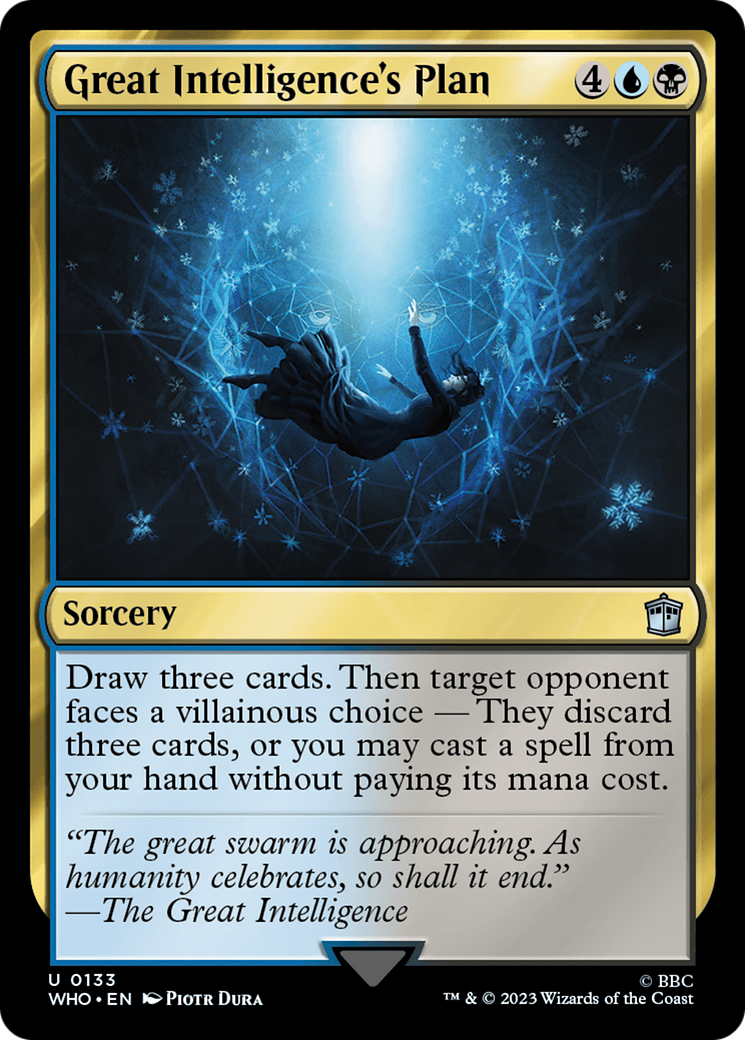 Great Intelligence's Plan 4
Sorcery
Draw three cards. Then target opponent
faces a villainous choice — They discard
three cards, or you may cast a spell from
your hand without paying its mana cost.
“The great swarm is approaching. As
humanity celebrates, so shall it end.”
—The Great Intelligence
U 0133 © BBC
WHO • EN Piotr Dura ™ & © 2023 Wizards of the Coast